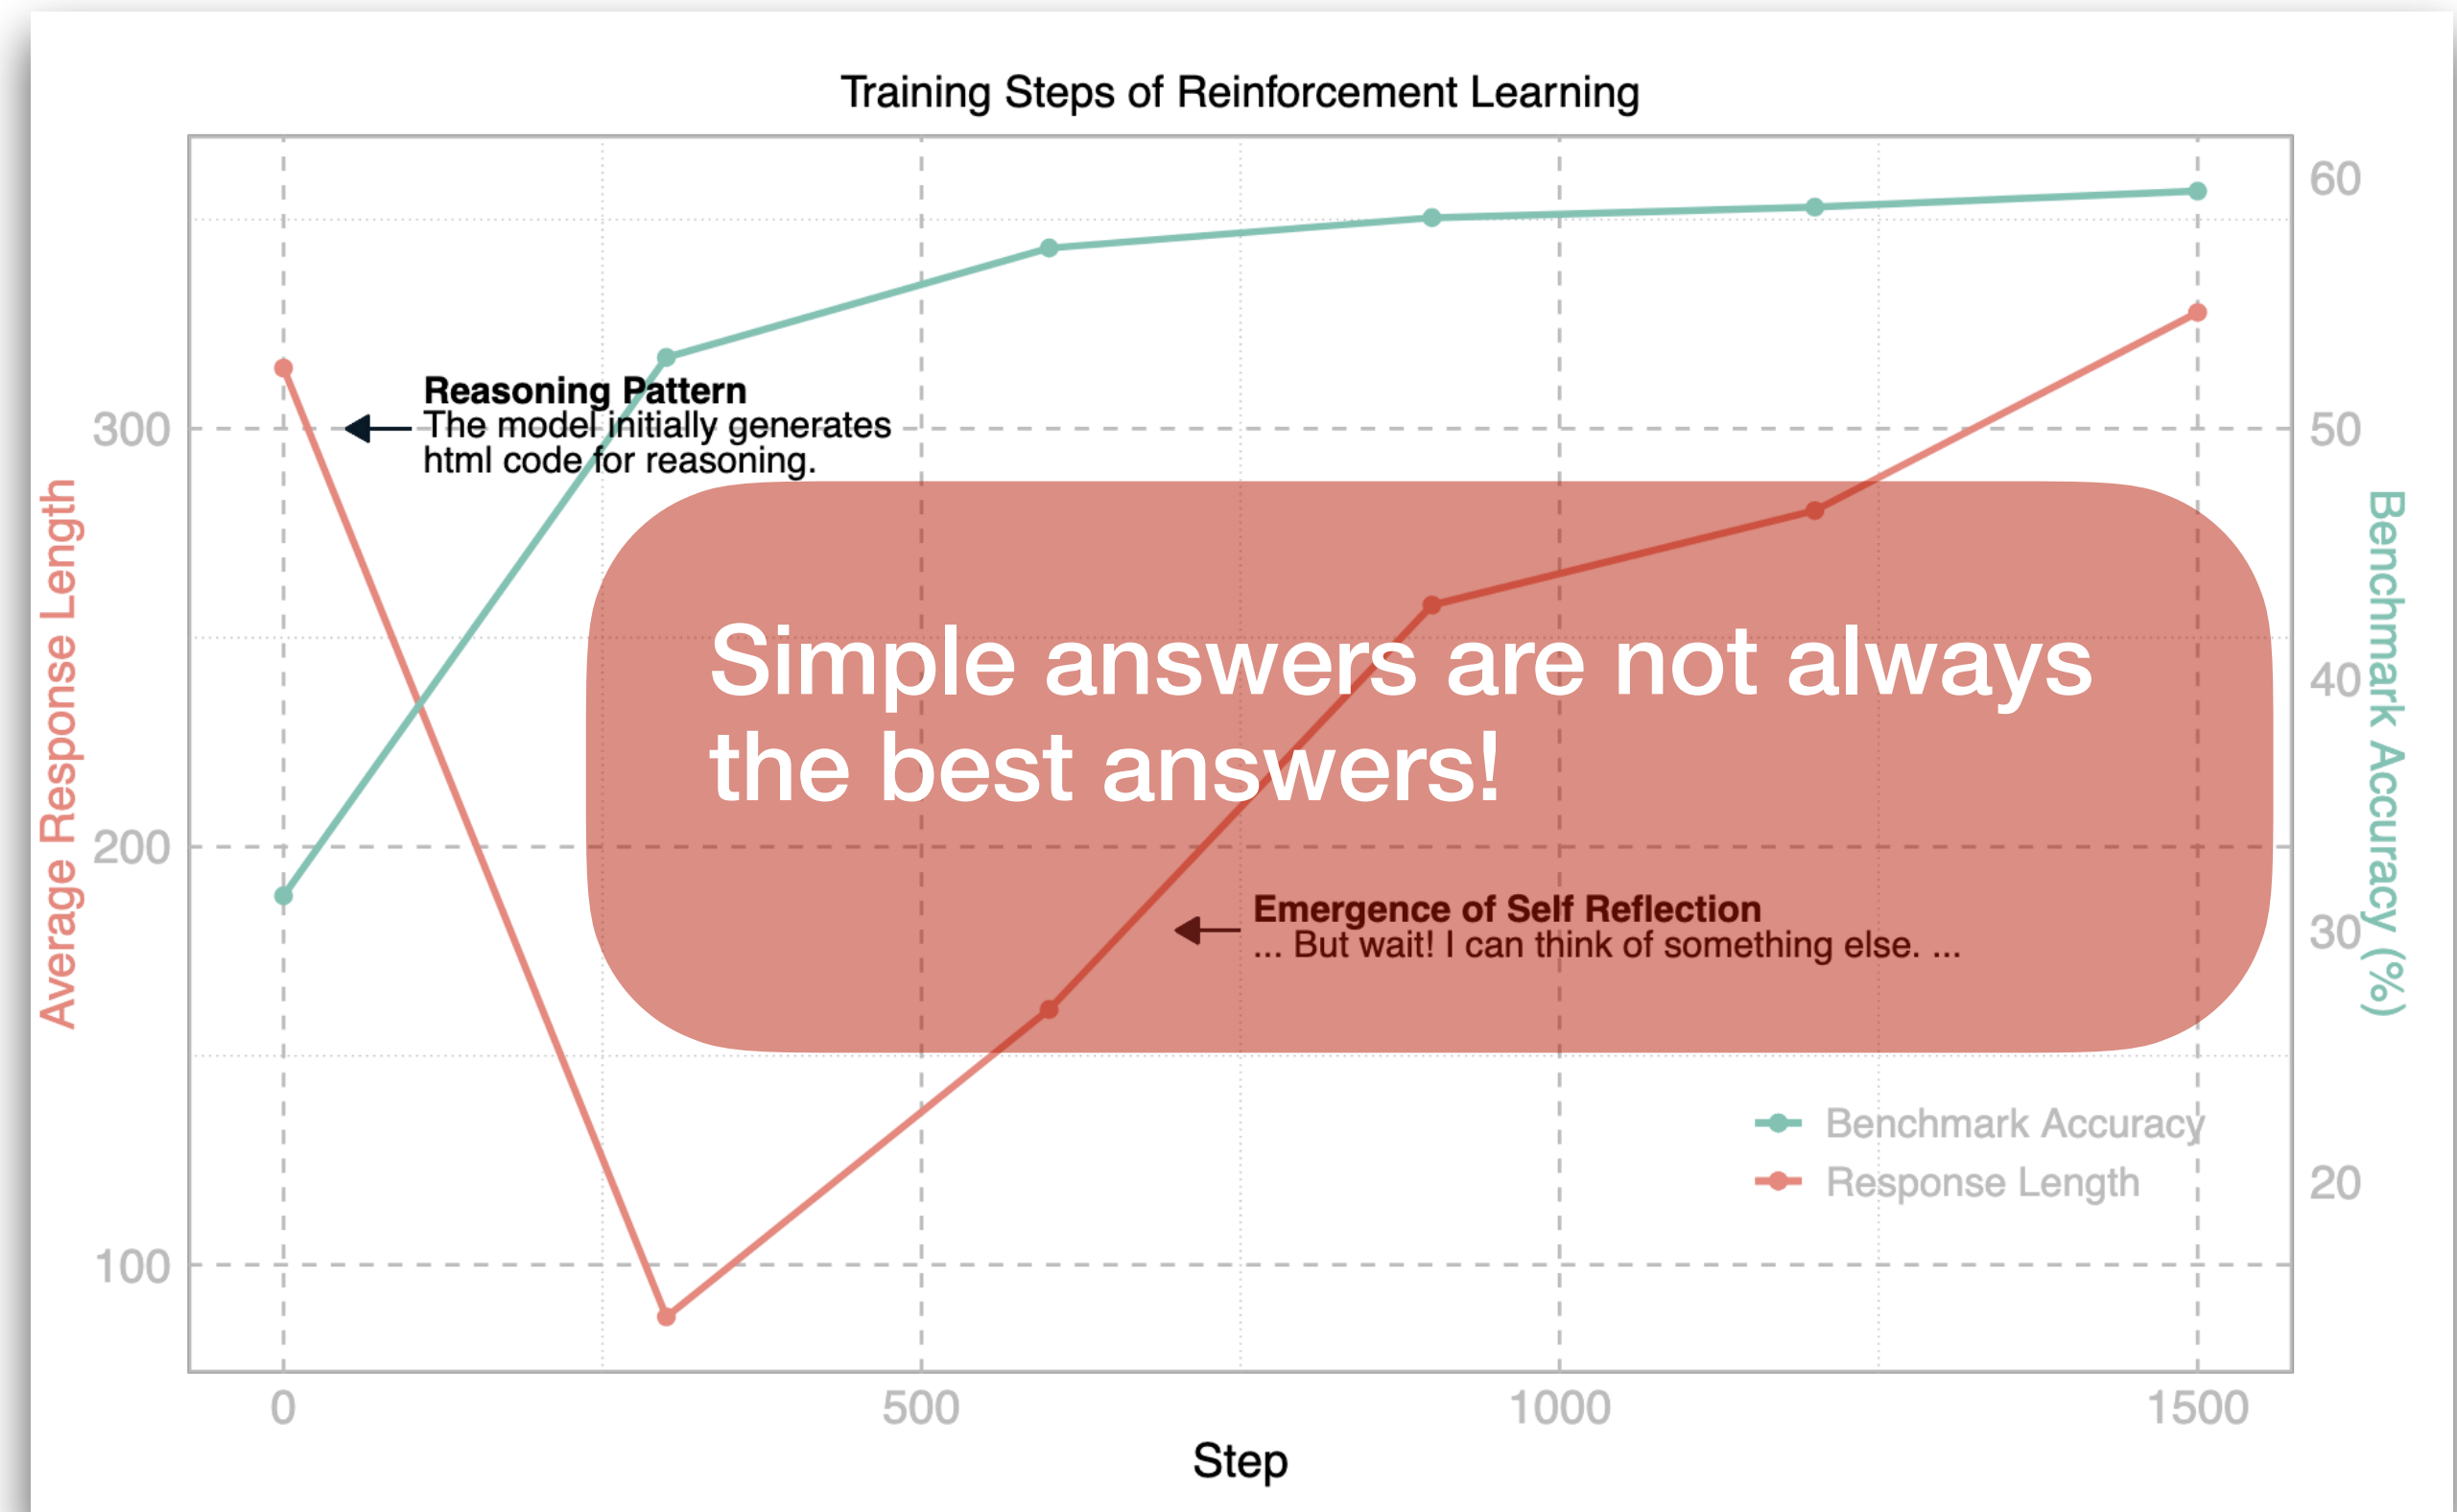 Training Steps of Reinforcement Learning
60
Reasoning Pattern
The model initially generates
html code for reasoning.
300
50
Average Response Length
Benchmark Accuracy (%)
Simple answers are not always
the best answers!
40
200
Emergence of Self Reflection
... But wait! I can think of something else. ...
30
Benchmark Accuracy
Response Length
20
100
0 500 1000 1500
Step